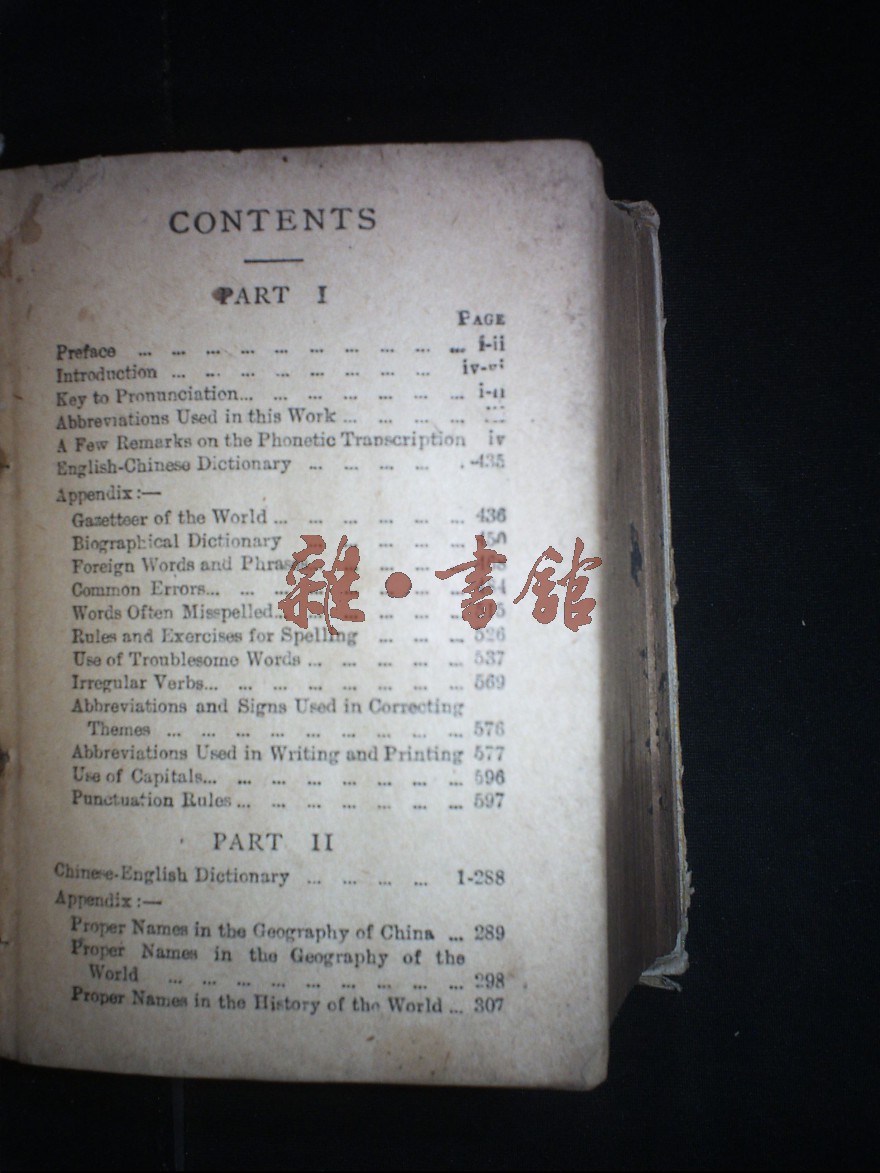 CONTENTS
PART I
PAGE
Preface ... ... ... ... ... ... ... ... ... ... i-ii
Introduction ... ... ... ... ... ... ... ... iv-vi
Key to Pronunciation... ... ... ... ... ... ... i-ii
Abbreviations Used in this Work ... ... ... ...
A Few Remarks on the Phonetic Transcription iv
English-Chinese Dictionary ... ... ... ... -435
Appendix :—
Gazetteer of the World ... ... ... ... ... ... 436
Biographical Dictionary ... ... ... ... ... 450
Foreign Words and Phrases
Common Errors... ... ... ... ... ... ... ...
Words Often Misspelled... ... ... ... ... ...
雜·書館
Rules and Exercises for Spelling ... ... ... 526
Use of Troublesome Words ... ... ... ... ... 537
Irregular Verbs... ... ... ... ... ... ... ... 569
Abbreviations and Signs Used in Correcting
Themes ... ... ... ... ... ... ... ... ... 576
Abbreviations Used in Writing and Printing 577
Use of Capitals... ... ... ... ... ... ... ... 596
Punctuation Rules ... ... ... ... ... ... ... 597
PART II
Chinese-English Dictionary ... ... ... ... 1-288
Appendix :—
Proper Names in the Geography of China ... 289
Proper Names in the Geography of the
World ... ... ... ... ... ... ... ... ... 298
Proper Names in the History of the World ... 307